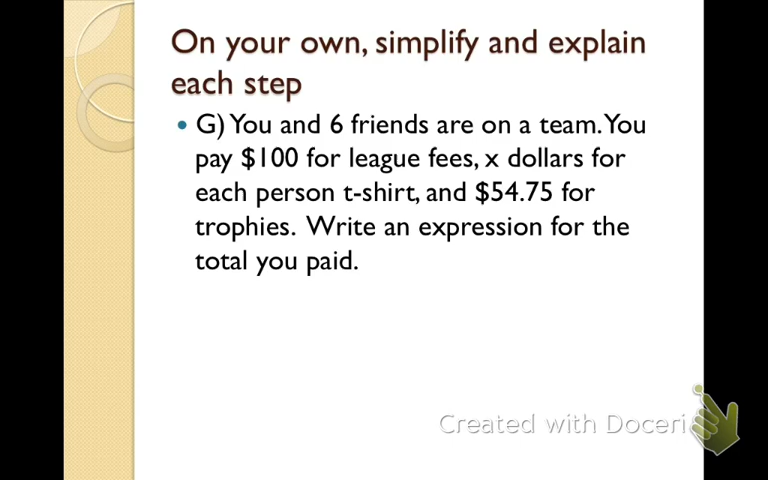 On your own, simplify and explain
each step
• G) You and 6 friends are on a team. You
pay $100 for league fees, x dollars for
each person t-shirt, and $54.75 for
trophies. Write an expression for the
total you paid.
Created with Doceri